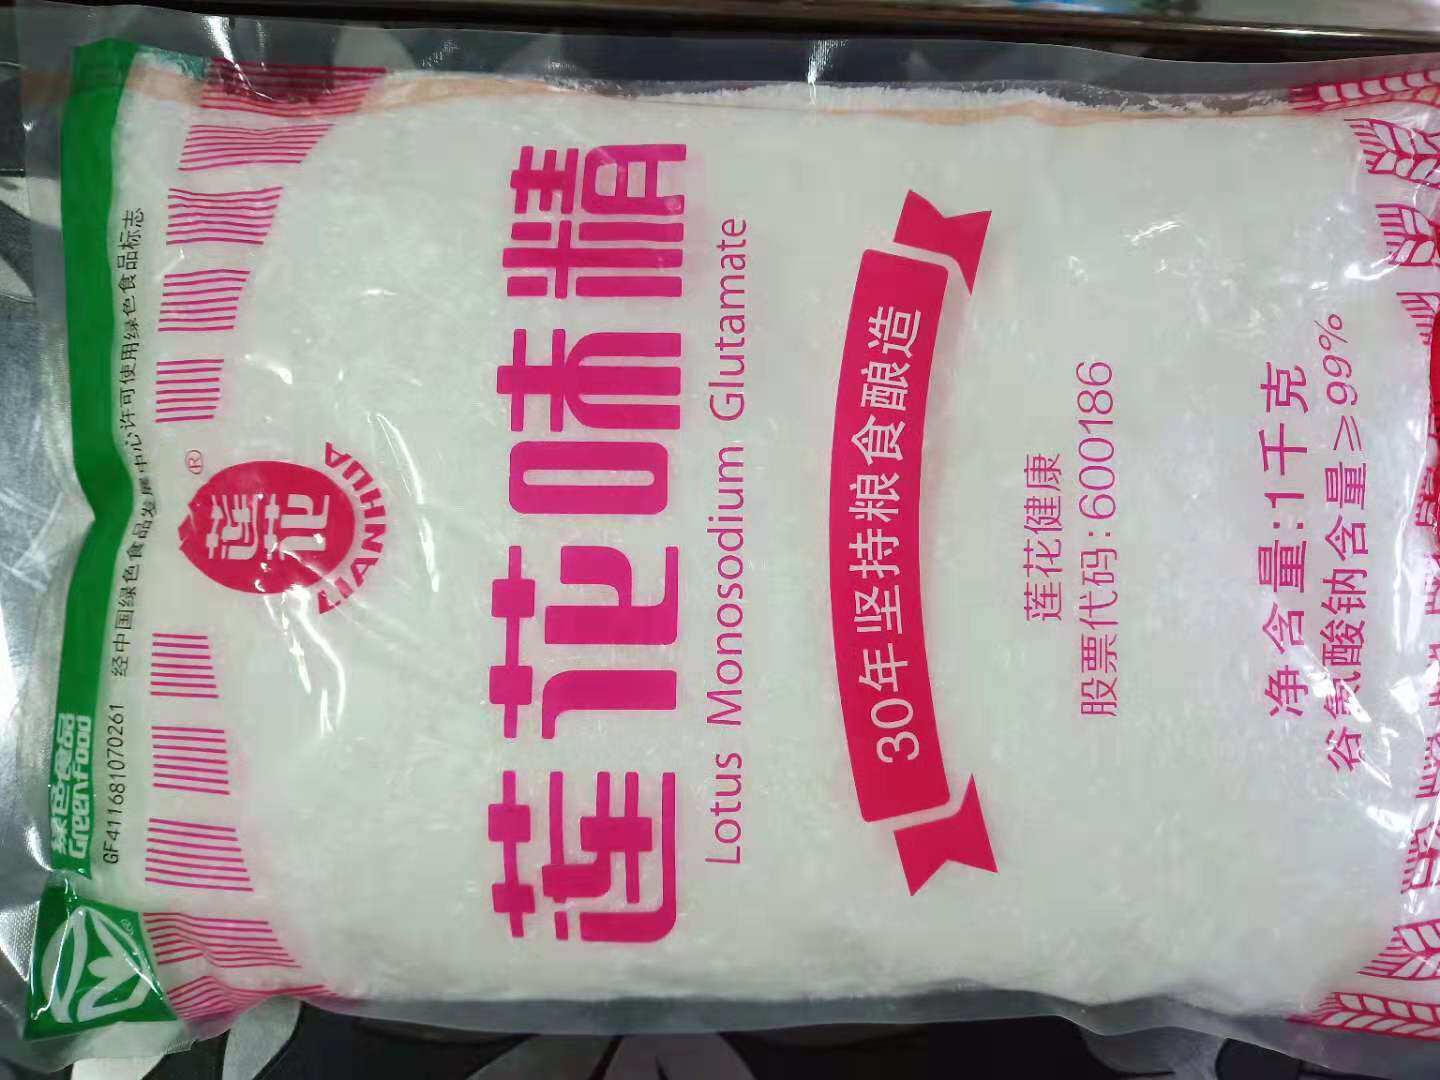 绿色食品
GreenFood
经中国绿色食品发展中心许可使用绿色食品标志
GF411681070261
®
莲花
LIANHUA
莲花味精
Lotus Monosodium Glutamate
30年坚持粮食酿造
莲花健康
股票代码:600186
净含量:1千克
谷氨酸钠含量≥99%